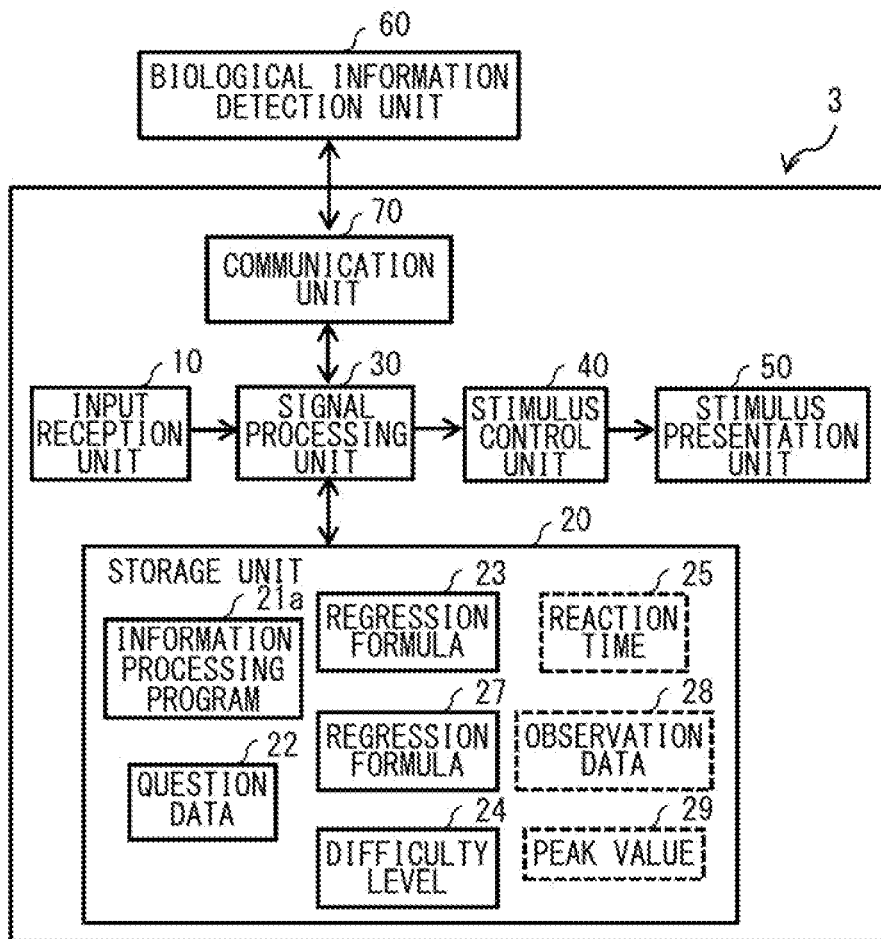 60
BIOLOGICAL INFORMATION
DETECTION UNIT
3
70
COMMUNICATION
UNIT
10
INPUT
RECEPTION
UNIT
30
SIGNAL
PROCESSING
UNIT
40
STIMULUS
CONTROL
UNIT
50
STIMULUS
PRESENTATION
UNIT
20
STORAGE UNIT
21a
INFORMATION
PROCESSING
PROGRAM
22
QUESTION
DATA
23
REGRESSION
FORMULA
27
REGRESSION
FORMULA
24
DIFFICULTY
LEVEL
25
REACTION
TIME
28
OBSERVATION
DATA
29
PEAK VALUE